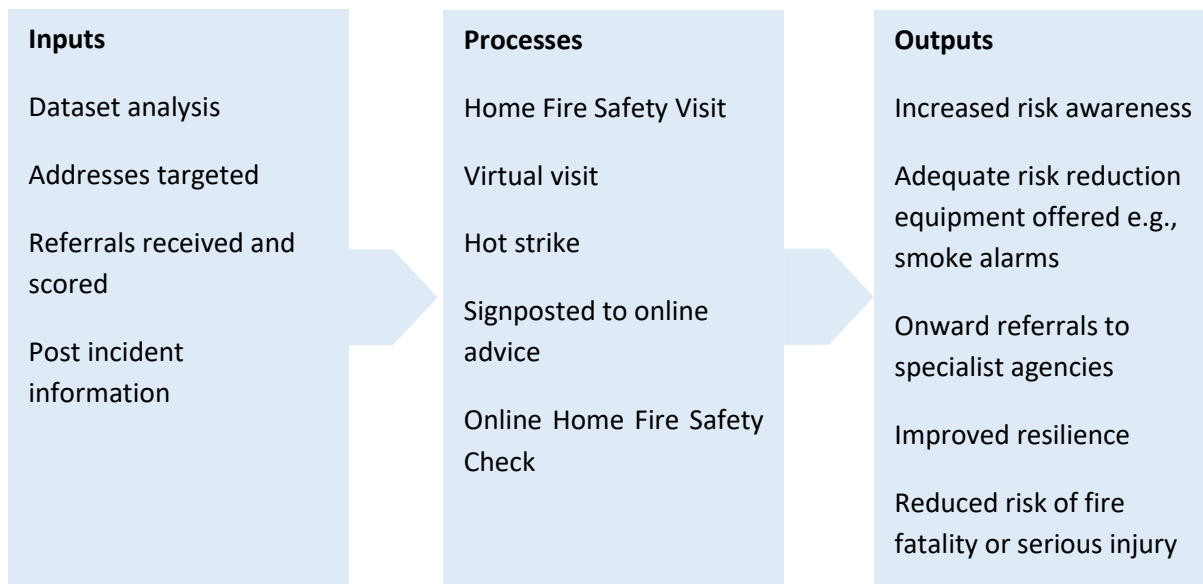 Inputs
Dataset analysis
Addresses targeted
Referrals received and
scored
Post incident
information
Processes
Home Fire Safety Visit
Virtual visit
Hot strike
Signposted to online
advice
Online Home Fire Safety
Check
Outputs
Increased risk awareness
Adequate risk reduction
equipment offered e.g.,
smoke alarms
Onward referrals to
specialist agencies
Improved resilience
Reduced risk of fire
fatality or serious injury